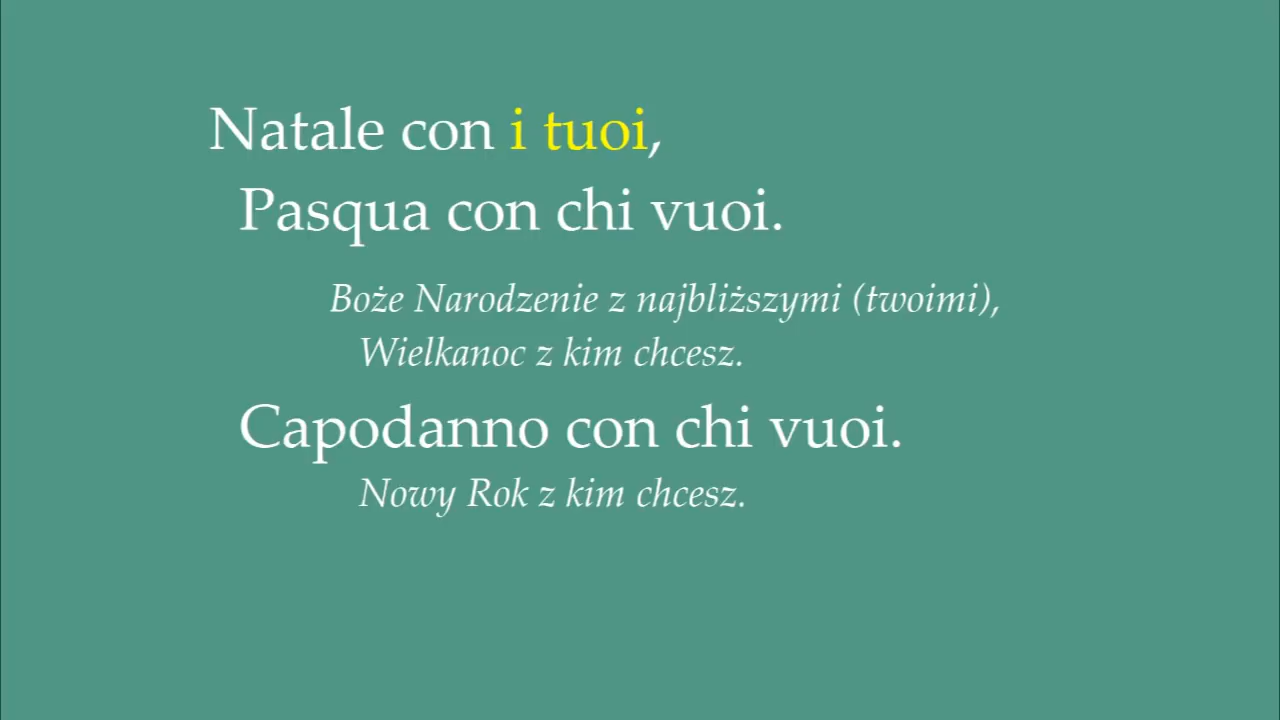 Natale con i tuoi,
Pasqua con chi vuoi.
Boże Narodzenie z najbliższymi (twoimi),
Wielkanoc z kim chcesz.
Capodanno con chi vuoi.
Nowy Rok z kim chcesz.